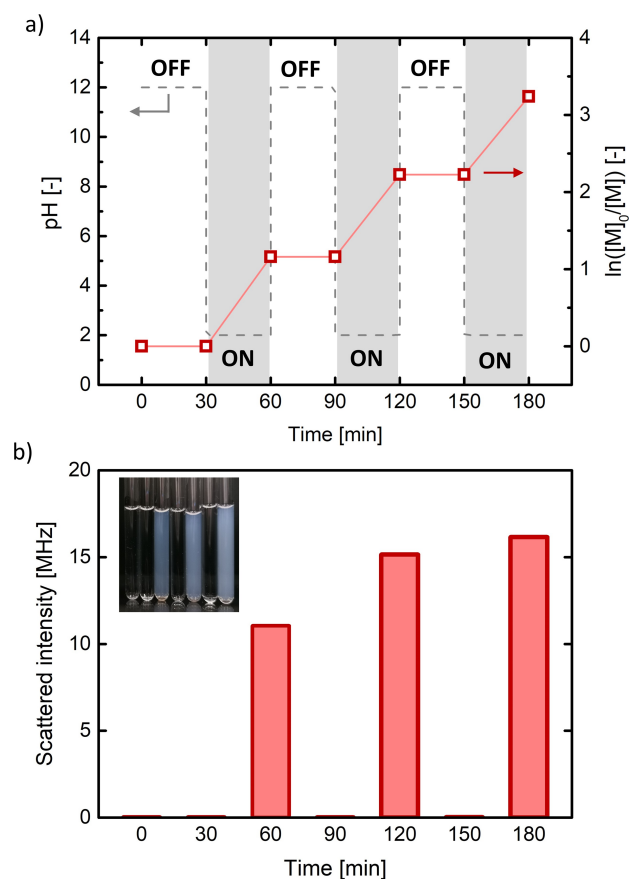 a)
14
12
10
8
6
4
2
0
pH [-]
OFF OFF OFF
ON ON ON
4
3
2
1
0
ln([M]₀/[M]) [-]
0 30 60 90 120 150 180
Time [min]
b)
20
15
10
5
0
Scattered intensity [MHz]
0 30 60 90 120 150 180
Time [min]